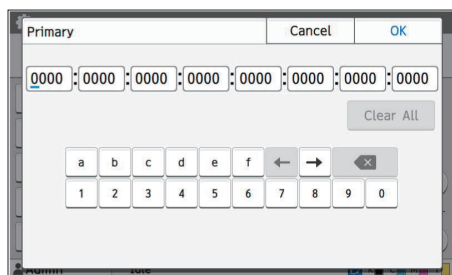 Primary Cancel OK
0000 : 0000 : 0000 : 0000 : 0000 : 0000 : 0000 : 0000
Clear All
a b c d e f ← →
1 2 3 4 5 6 7 8 9 0
Admin Idle